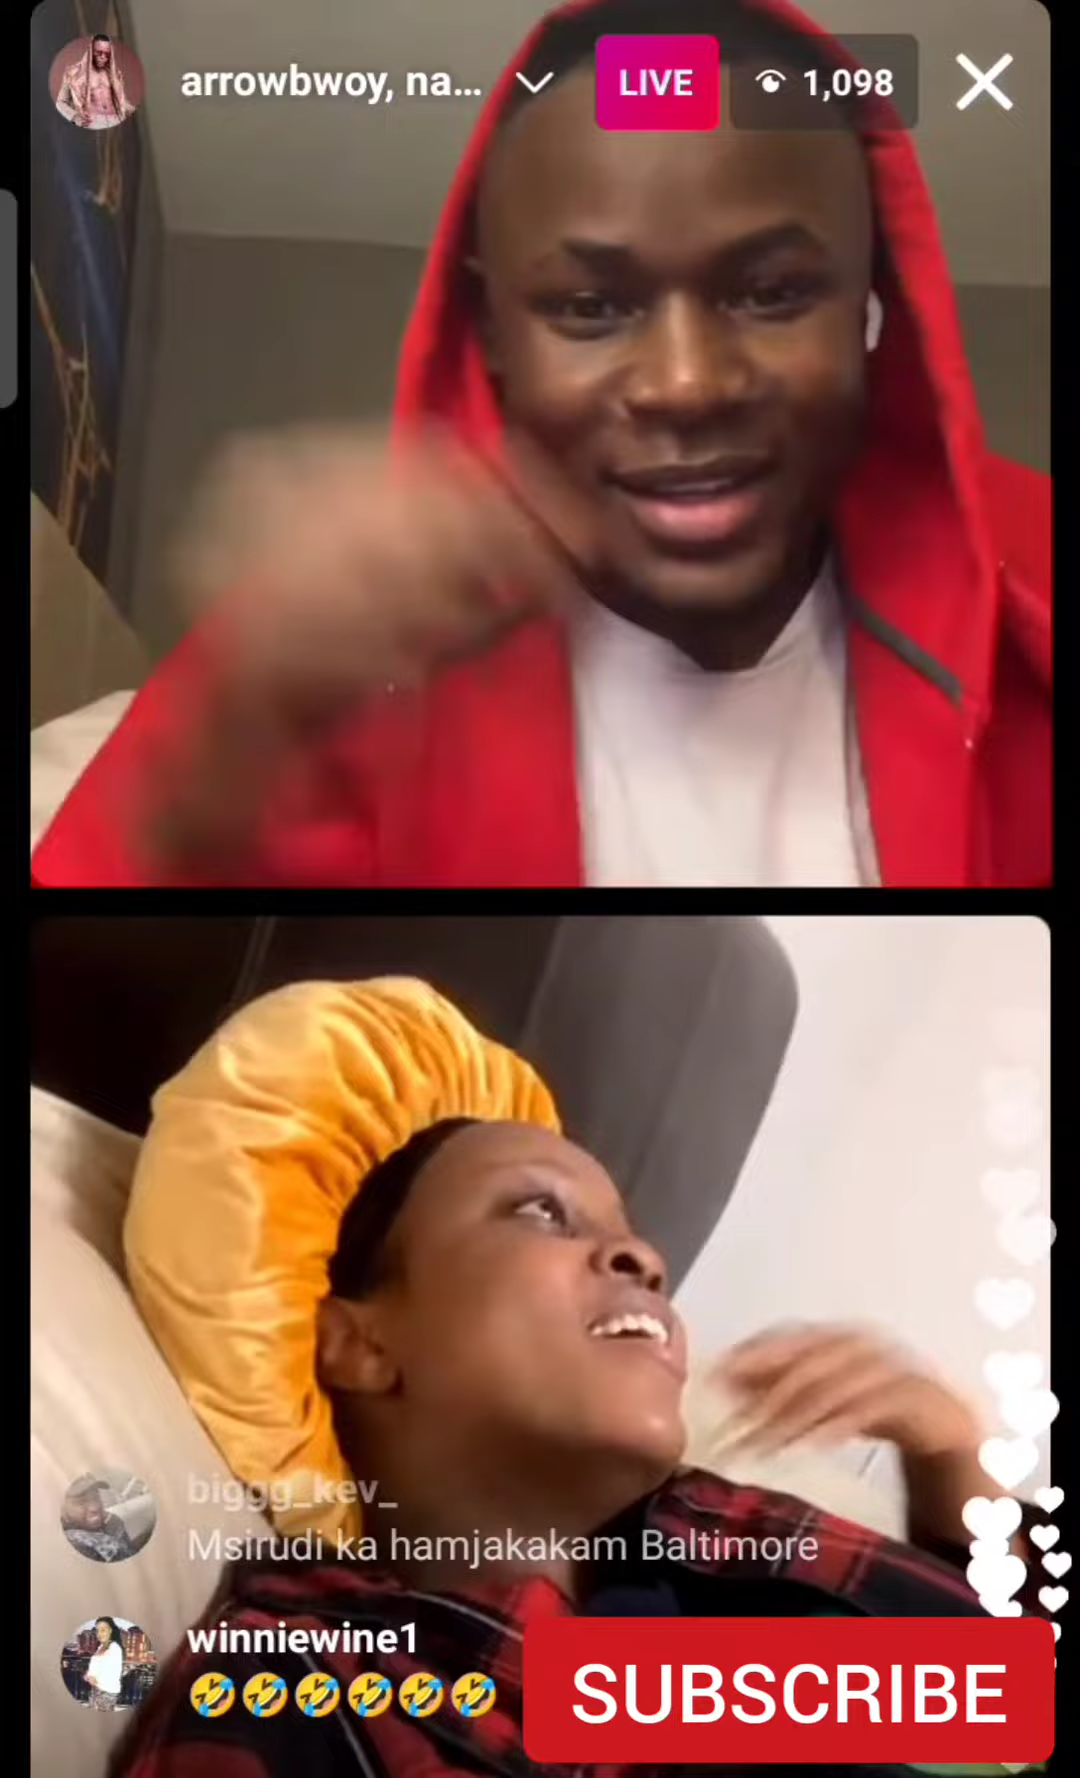 arrowbwoy, na...
LIVE
1,098
biggg_kev_
Msirudi ka hamjakakam Baltimore
winniewine1
🤣🤣🤣🤣🤣🤣
SUBSCRIBE